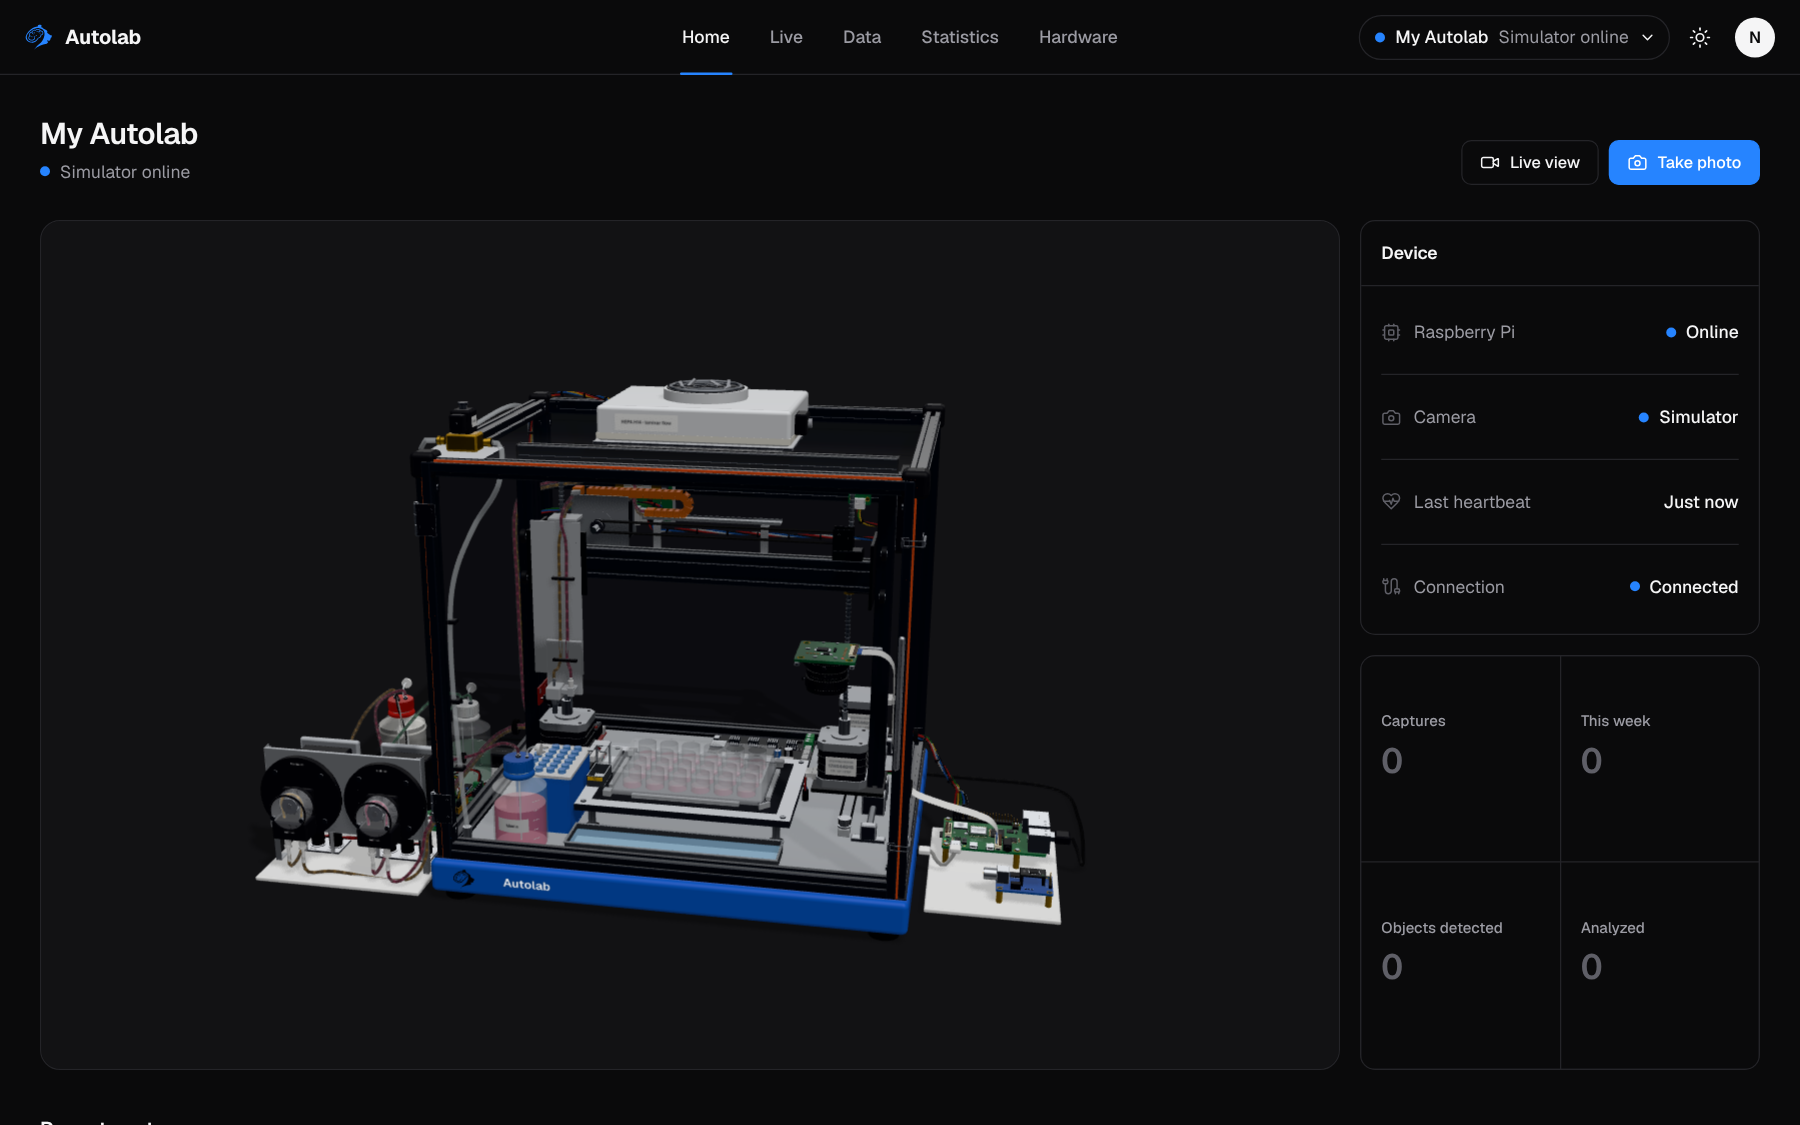 Autolab
Home
Live
Data
Statistics
Hardware
My Autolab Simulator online
N
My Autolab
Simulator online
Live view
Take photo
Device
Raspberry Pi
Online
Camera
Simulator
Last heartbeat
Just now
Connection
Connected
Autolab
Captures
0
This week
0
Objects detected
0
Analyzed
0